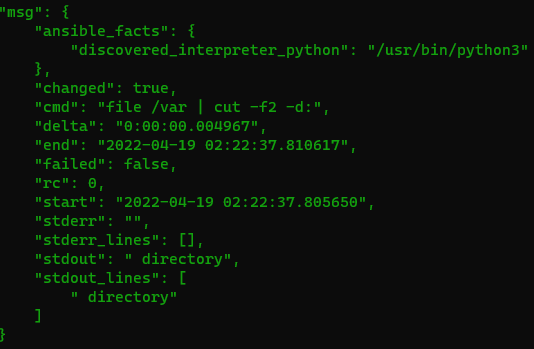 "msg": {
    "ansible_facts": {
        "discovered_interpreter_python": "/usr/bin/python3"
    },
    "changed": true,
    "cmd": "file /var | cut -f2 -d:",
    "delta": "0:00:00.004967",
    "end": "2022-04-19 02:22:37.810617",
    "failed": false,
    "rc": 0,
    "start": "2022-04-19 02:22:37.805650",
    "stderr": "",
    "stderr_lines": [],
    "stdout": " directory",
    "stdout_lines": [
        " directory"
    ]
}